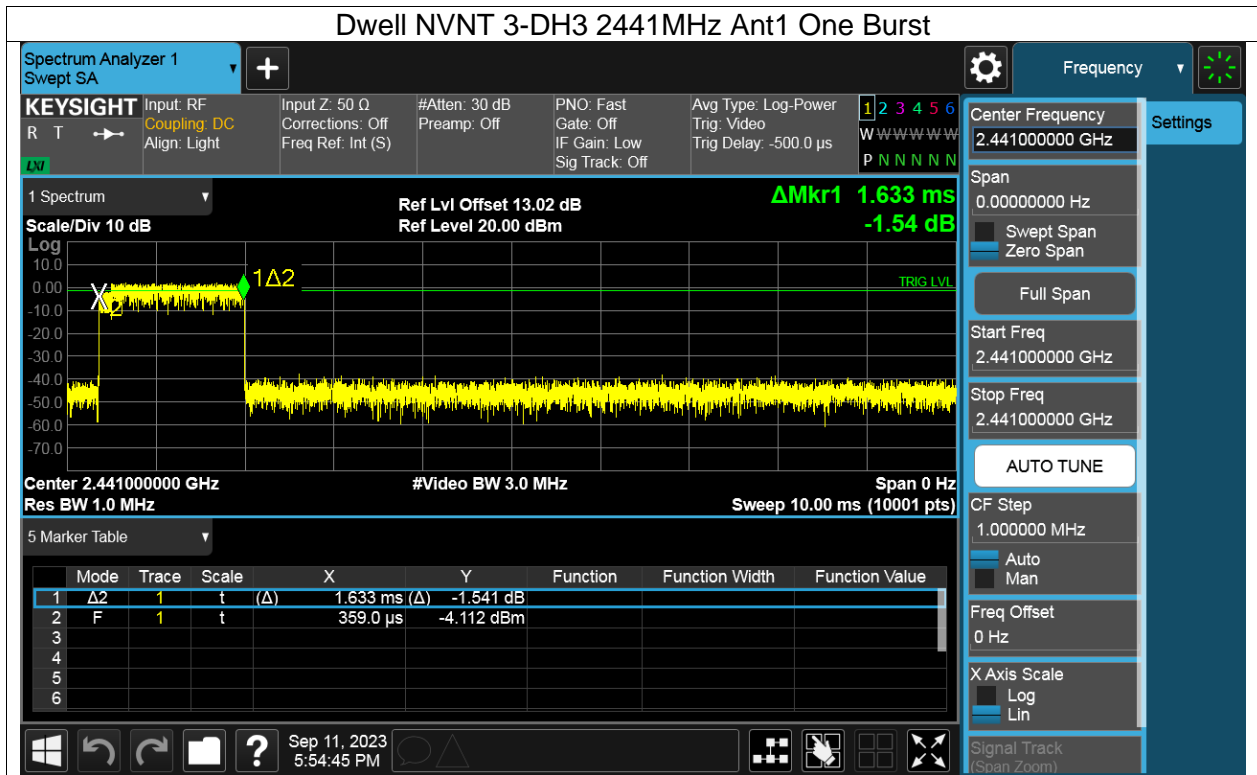 Dwell NVNT 3-DH3 2441MHz Ant1 One Burst
Spectrum Analyzer 1
Swept SA
+
Frequency
KEYSIGHT
R T
LXI
Input: RF
Coupling: DC
Align: Light
Input Z: 50 Ω
Corrections: Off
Freq Ref: Int (S)
#Atten: 30 dB
Preamp: Off
PNO: Fast
Gate: Off
IF Gain: Low
Sig Track: Off
Avg Type: Log-Power
Trig: Video
Trig Delay: -500.0 µs
1 2 3 4 5 6
W W W W W W
P N N N N N
1 Spectrum
Scale/Div 10 dB
Log
Ref Lvl Offset 13.02 dB
Ref Level 20.00 dBm
ΔMkr1 1.633 ms
-1.54 dB
10.0
0.00
-10.0
-20.0
-30.0
-40.0
-50.0
-60.0
-70.0
X2
1Δ2
TRIG LVL
Center 2.441000000 GHz
#Video BW 3.0 MHz
Span 0 Hz
Res BW 1.0 MHz
Sweep 10.00 ms (10001 pts)
5 Marker Table
Mode Trace Scale X Y Function Function Width Function Value
1 Δ2 1 t (Δ) 1.633 ms (Δ) -1.541 dB
2 F 1 t 359.0 µs -4.112 dBm
3
4
5
6
?
Sep 11, 2023
5:54:45 PM
Center Frequency
2.441000000 GHz
Settings
Span
0.00000000 Hz
Swept Span
Zero Span
Full Span
Start Freq
2.441000000 GHz
Stop Freq
2.441000000 GHz
AUTO TUNE
CF Step
1.000000 MHz
Auto
Man
Freq Offset
0 Hz
X Axis Scale
Log
Lin
Signal Track
(Span Zoom)